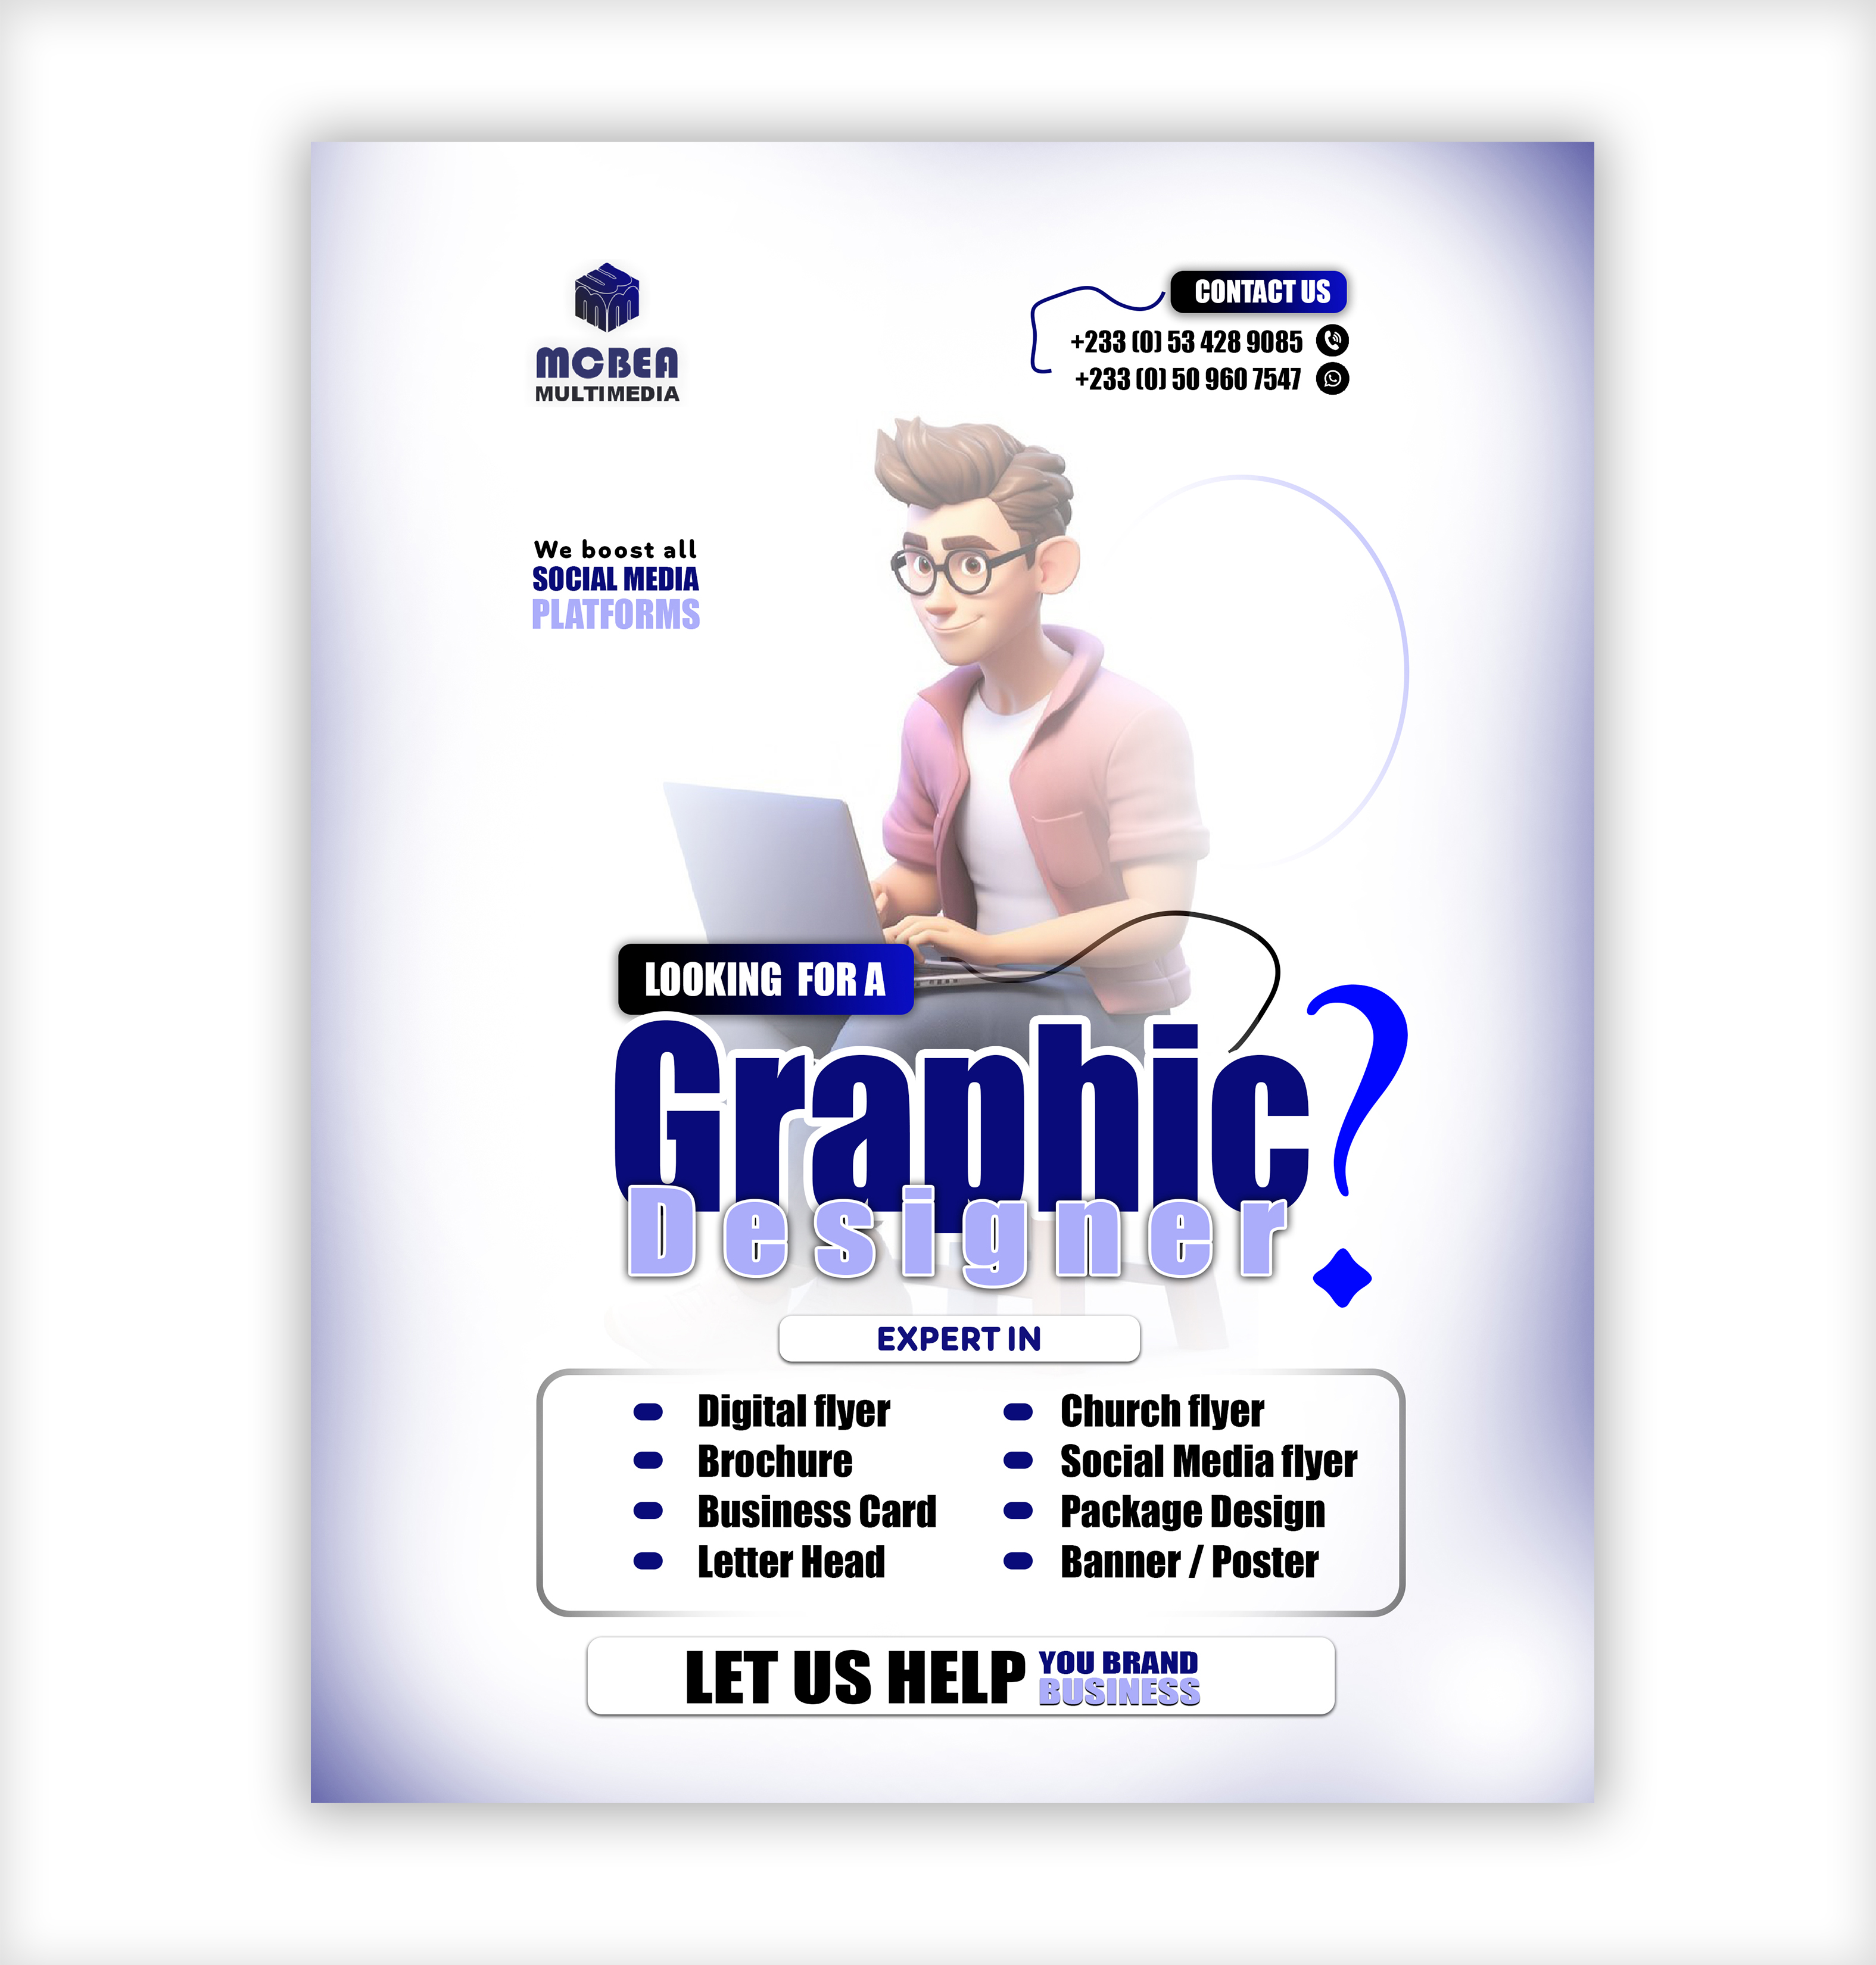 MCBEA
MULTIMEDIA
CONTACT US
+233 (0) 53 428 9085
+233 (0) 50 960 7547
We boost all
SOCIAL MEDIA
PLATFORMS
LOOKING FOR A
Graphic ?
Designer
EXPERT IN
Digital flyer
Brochure
Business Card
Letter Head
Church flyer
Social Media flyer
Package Design
Banner / Poster
LET US HELP YOU BRAND
BUSINESS